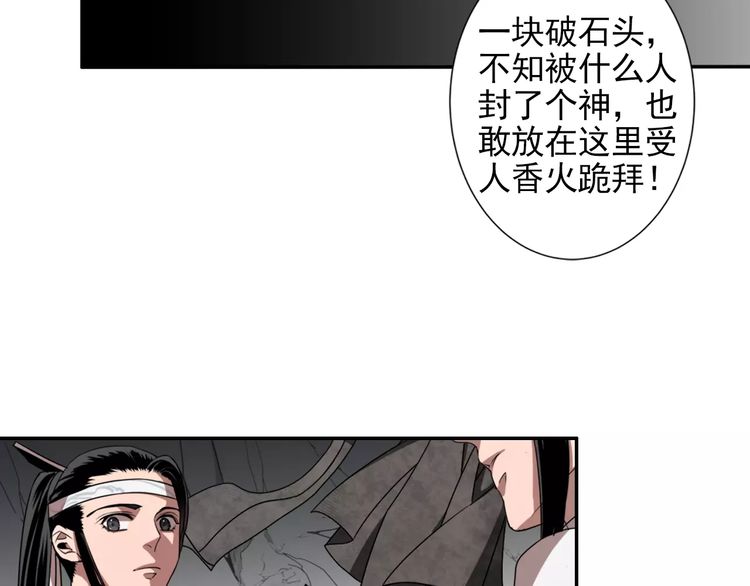 一块破石头，
不知被什么人
封了个神，也
敢放在这里受
人香火跪拜！